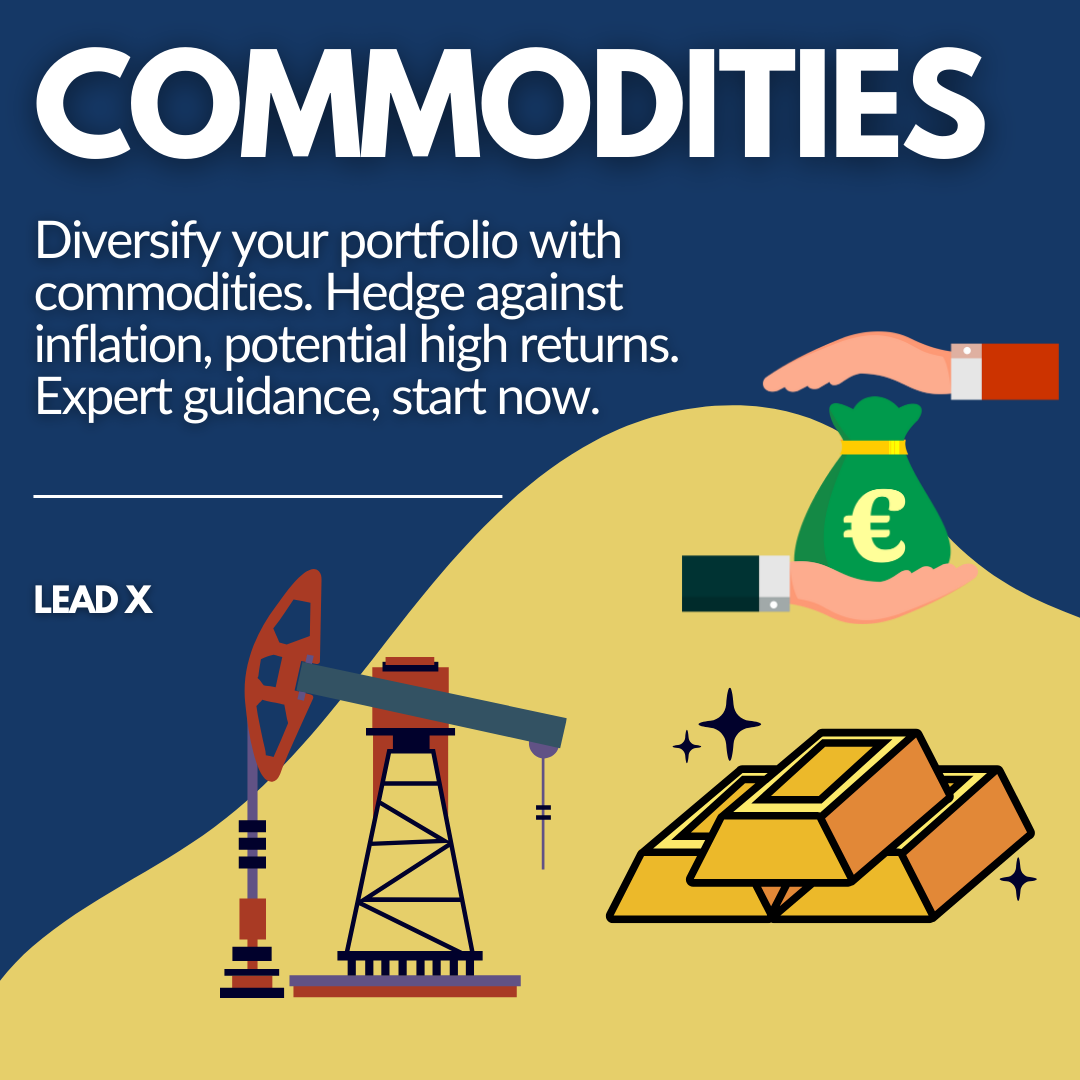 COMMODITIES
Diversify your portfolio with
commodities. Hedge against
inflation, potential high returns.
Expert guidance, start now.
€
LEAD X